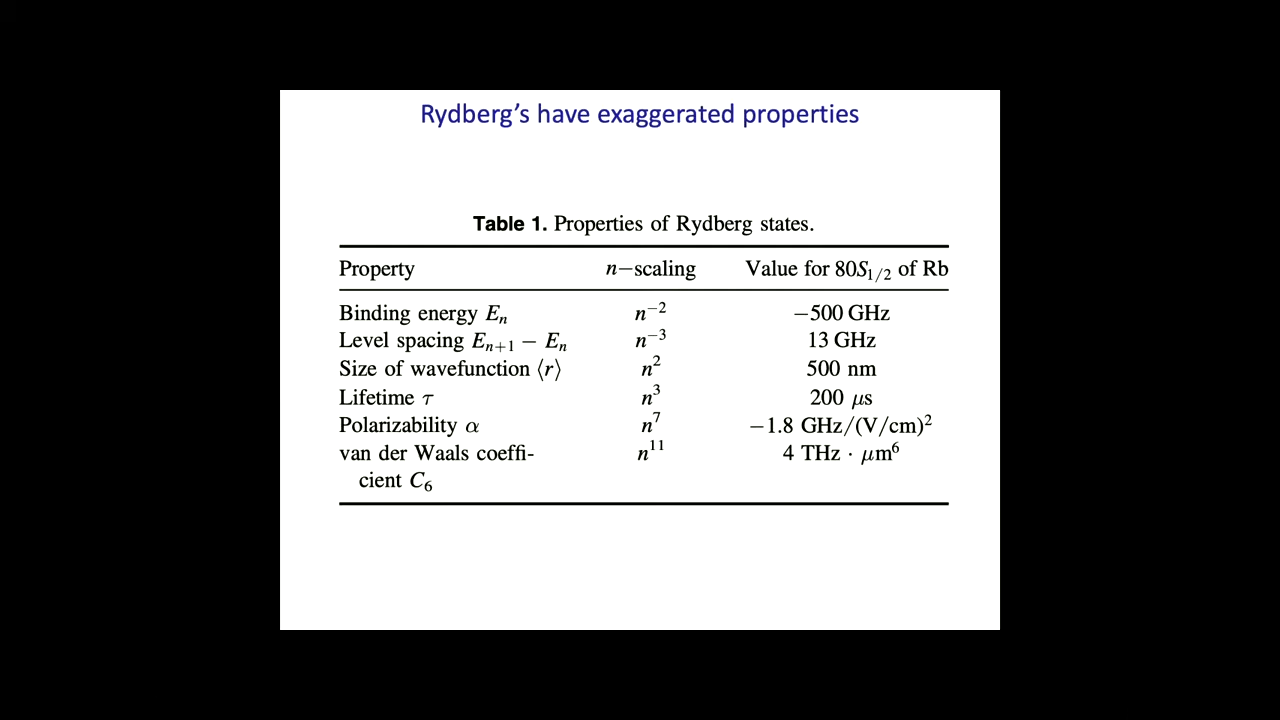 Rydberg's have exaggerated properties
Table 1. Properties of Rydberg states.
Property n−scaling Value for 80S₁/₂ of Rb
Binding energy Eₙ n⁻² −500 GHz
Level spacing Eₙ₊₁ − Eₙ n⁻³ 13 GHz
Size of wavefunction ⟨r⟩ n² 500 nm
Lifetime τ n³ 200 μs
Polarizability α n⁷ −1.8 GHz/(V/cm)²
van der Waals coeffi- n¹¹ 4 THz · μm⁶
cient C₆